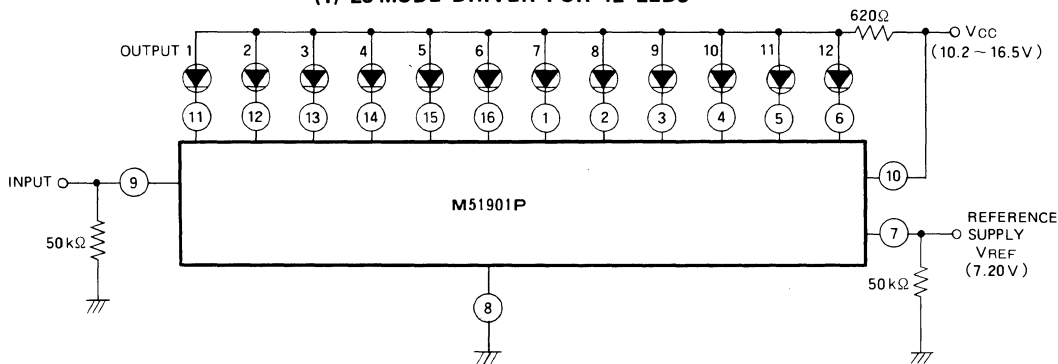 (1) 23 MODE DRIVER FOR 12 LEDS
620Ω
VCC
(10.2 ~ 16.5V)
OUTPUT 1 2 3 4 5 6 7 8 9 10 11 12
11 12 13 14 15 16 1 2 3 4 5 6
INPUT 9
10
M51901P
7
REFERENCE
SUPPLY
VREF
(7.20V)
50kΩ
50kΩ
8